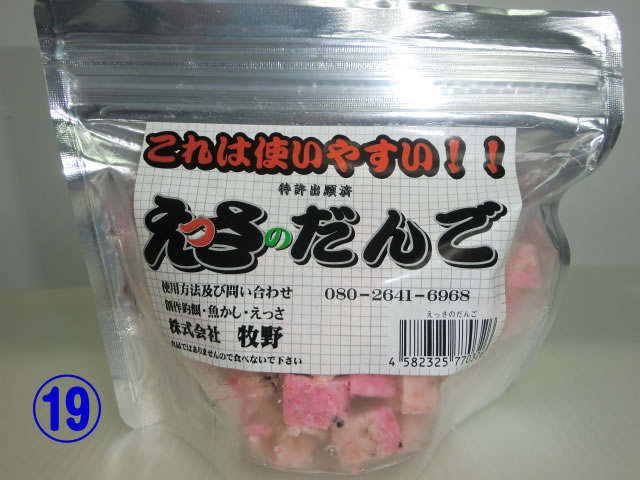 これは使いやすい！！
特許出願済
えっさのだんご
使用方法及び問い合わせ
080-2641-6968
創作釣餌・魚かし・えっさ
株式会社 牧野
食品ではありませんので食べないで下さい
えっさのだんご
4 582325
19